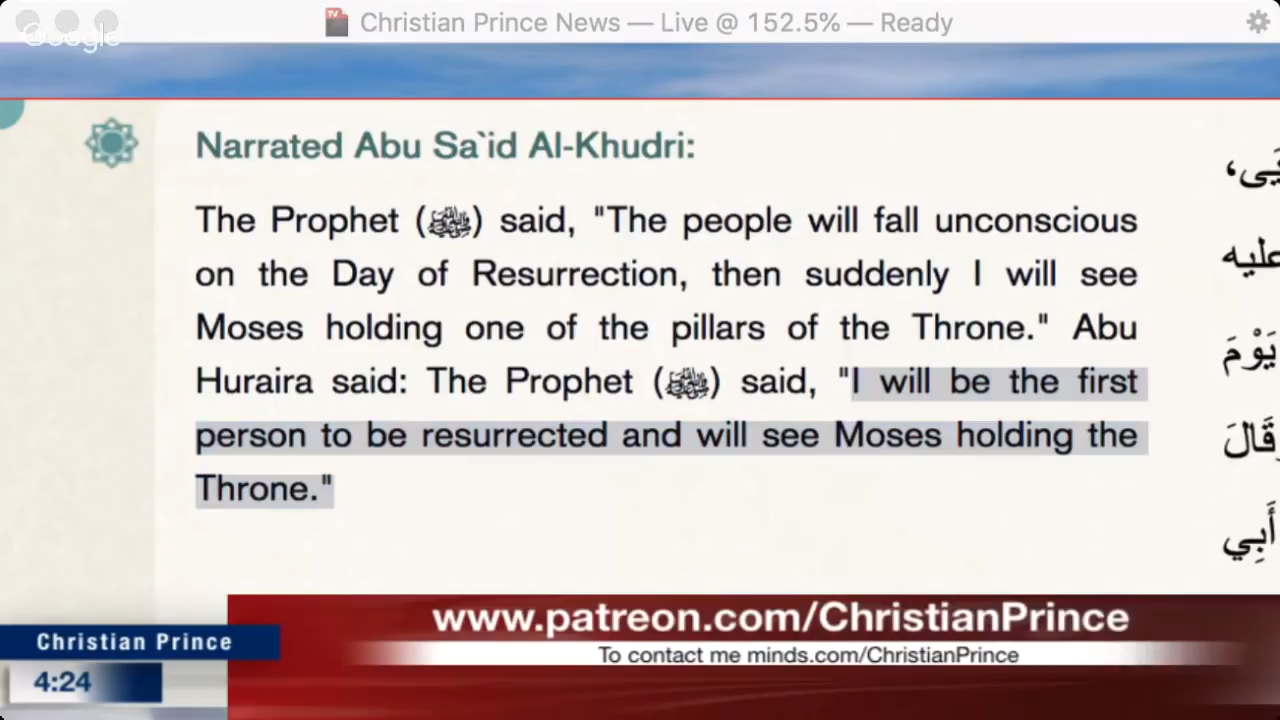 Christian Prince News — Live @ 152.5% — Ready
Google
Narrated Abu Sa`id Al-Khudri:
The Prophet (ﷺ) said, "The people will fall unconscious
on the Day of Resurrection, then suddenly I will see
Moses holding one of the pillars of the Throne." Abu
Huraira said: The Prophet (ﷺ) said, "I will be the first
person to be resurrected and will see Moses holding the
Throne."
عليه
يَوْمَ
وَقَالَ
أَبِي
www.patreon.com/ChristianPrince
To contact me minds.com/ChristianPrince
Christian Prince
4:24